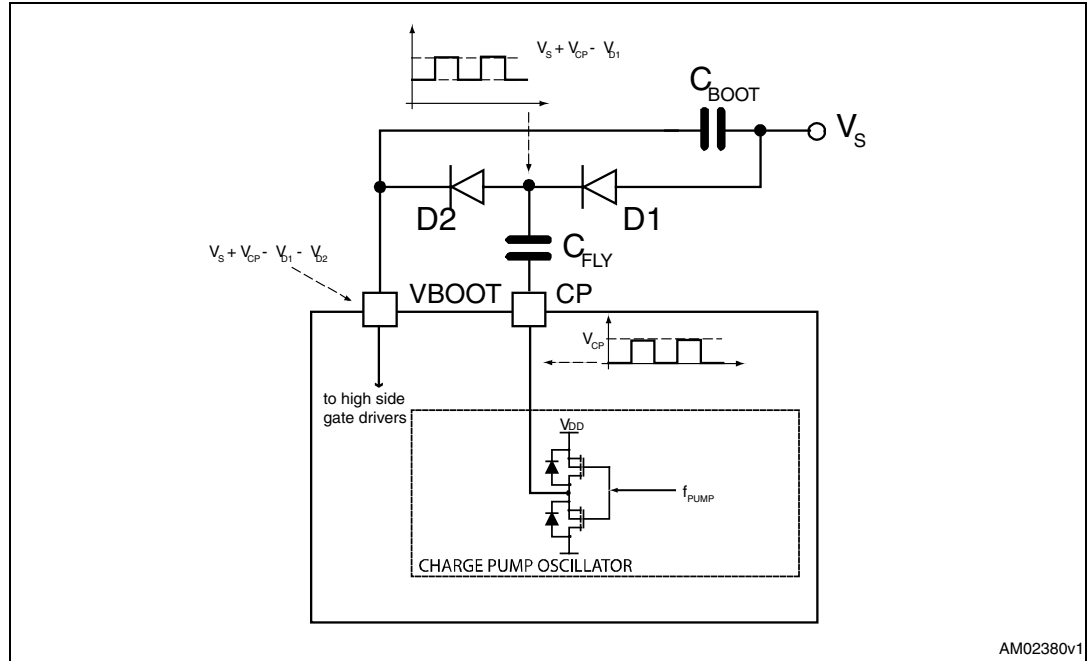 V_S + V_CP - V_D1
C_BOOT
V_S
D2
D1
C_FLY
V_S + V_CP - V_D1 - V_D2
VBOOT
CP
V_CP
to high side
gate drivers
VDD
f_PUMP
CHARGE PUMP OSCILLATOR
AM02380v1